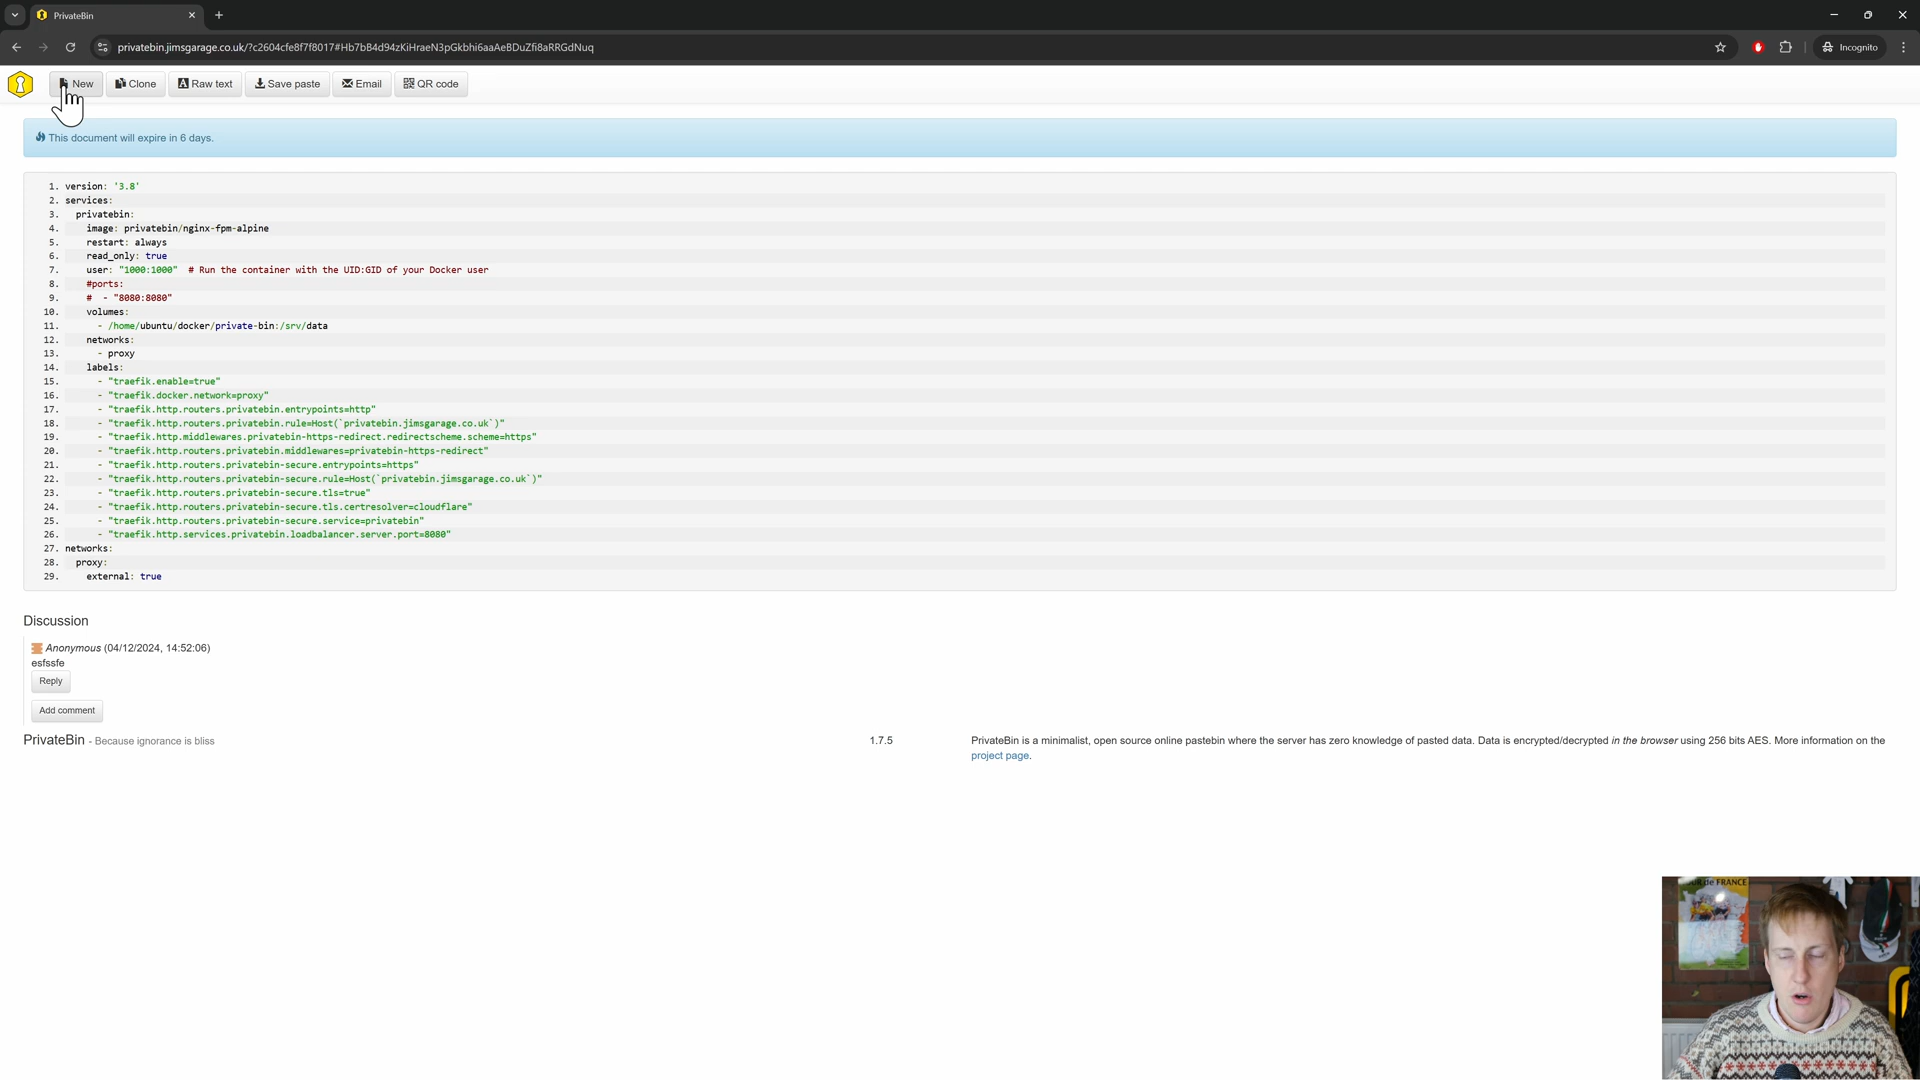 PrivateBin
privatebin.jimsgarage.co.uk/?c2604cfe8f7f8017#Hb7bB4d94zKiHraeN3pGkbhi6aaAeBDuZfi8aRRGdNuq
Incognito
New
Clone
Raw text
Save paste
Email
QR code
This document will expire in 6 days.
1. version: '3.8'
2. services:
3. privatebin:
4. image: privatebin/nginx-fpm-alpine
5. restart: always
6. read_only: true
7. user: "1000:1000" # Run the container with the UID:GID of your Docker user
8. #ports:
9. # - "8080:8080"
10. volumes:
11. - /home/ubuntu/docker/private-bin:/srv/data
12. networks:
13. - proxy
14. labels:
15. - "traefik.enable=true"
16. - "traefik.docker.network=proxy"
17. - "traefik.http.routers.privatebin.entrypoints=http"
18. - "traefik.http.routers.privatebin.rule=Host(`privatebin.jimsgarage.co.uk`)"
19. - "traefik.http.middlewares.privatebin-https-redirect.redirectscheme.scheme=https"
20. - "traefik.http.routers.privatebin.middlewares=privatebin-https-redirect"
21. - "traefik.http.routers.privatebin-secure.entrypoints=https"
22. - "traefik.http.routers.privatebin-secure.rule=Host(`privatebin.jimsgarage.co.uk`)"
23. - "traefik.http.routers.privatebin-secure.tls=true"
24. - "traefik.http.routers.privatebin-secure.tls.certresolver=cloudflare"
25. - "traefik.http.routers.privatebin-secure.service=privatebin"
26. - "traefik.http.services.privatebin.loadbalancer.server.port=8080"
27. networks:
28. proxy:
29. external: true
Discussion
Anonymous (04/12/2024, 14:52:06)
esfssfe
Reply
Add comment
PrivateBin - Because ignorance is bliss
1.7.5
PrivateBin is a minimalist, open source online pastebin where the server has zero knowledge of pasted data. Data is encrypted/decrypted in the browser using 256 bits AES. More information on the
project page.
TOUR de FRANCE